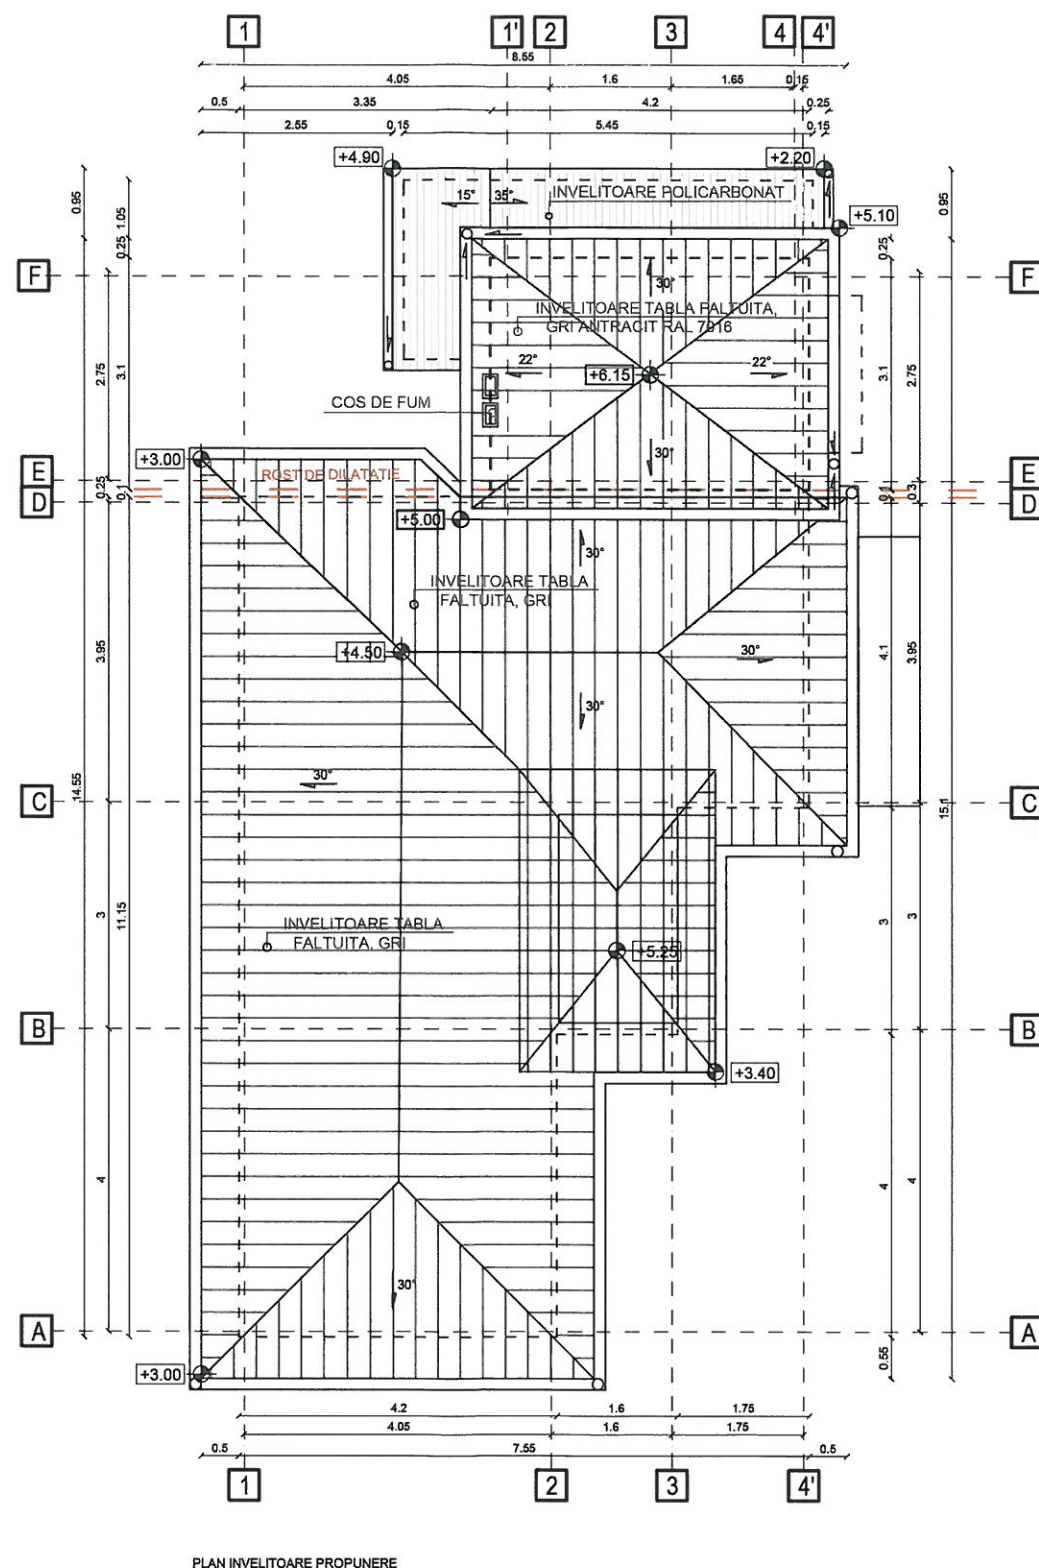 1 1' 2 3 4 4'
8.55
4.05 1.6 1.65 0.15
0.5 3.35 4.2 0.25
2.55 0.15 5.45 0.15
+4.90 +2.20
15° 35° INVELITOARE POLICARBONAT
+5.10
0.95 1.05 0.95
0.25 0.25
F F
30°
INVELITOARE TABLA FALTUITA,
GRI ANTRACIT RAL 7016
22° 22°
+6.15
2.75 3.1 3.1 2.75
COS DE FUM
30°
+3.00
E E
ROST DE DILATATIE
0.25 0.1 0.1 0.3
D D
+5.00
30°
INVELITOARE TABLA
FALTUITA, GRI
+4.50
30°
3.95 4.1 3.95
30°
30°
C C
14.55 15.1
3 11.15 3 3
INVELITOARE TABLA
FALTUITA, GRI
+5.25
B B
+3.40
4 4 4
30°
A A
0.55
+3.00
4.2 1.6 1.75
4.05 1.6 1.75
0.5 7.55 0.5
1 2 3 4'
PLAN INVELITOARE PROPUNERE